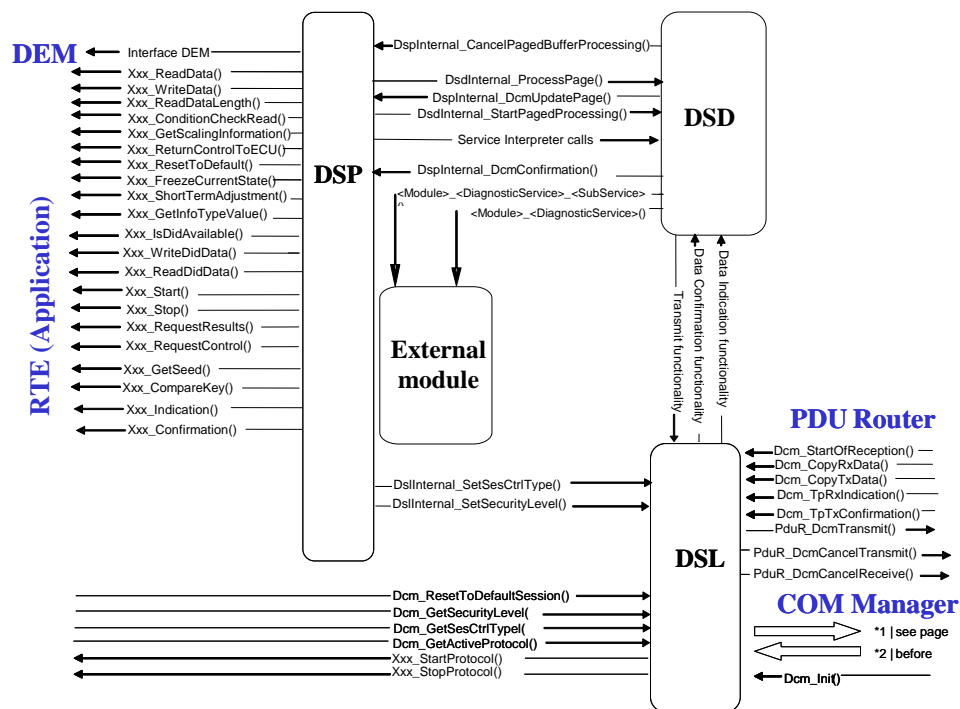 DEM
Interface DEM
Xxx_ReadData()
Xxx_WriteData()
Xxx_ReadDataLength()
Xxx_ConditionCheckRead()
Xxx_GetScalingInformation()
Xxx_ReturnControlToECU()
Xxx_ResetToDefault()
Xxx_FreezeCurrentState()
Xxx_ShortTermAdjustment()
Xxx_GetInfoTypeValue()
Xxx_IsDidAvailable()
Xxx_WriteDidData()
Xxx_ReadDidData()
Xxx_Start()
Xxx_Stop()
Xxx_RequestResults()
Xxx_RequestControl()
Xxx_GetSeed()
Xxx_CompareKey()
Xxx_Indication()
Xxx_Confirmation()
RTE (Application)
DSP
DspInternal_CancelPagedBufferProcessing()
DsdInternal_ProcessPage()
DspInternal_DcmUpdatePage()
DsdInternal_StartPagedProcessing()
Service Interpreter calls
DspInternal_DcmConfirmation()
<Module>_<DiagnosticService>_<SubService>
()
<Module>_<DiagnosticService>()
DSD
External
module
Transmit functionality
Data Confirmation functionality
Data Indication functionality
PDU Router
Dcm_StartOfReception()
Dcm_CopyRxData()
Dcm_CopyTxData()
Dcm_TpRxIndication()
Dcm_TpTxConfirmation()
PduR_DcmTransmit()
PduR_DcmCancelTransmit()
PduR_DcmCancelReceive()
DslInternal_SetSesCtrlType()
DslInternal_SetSecurityLevel()
DSL
COM Manager
*1 | see page
*2 | before
Dcm_Init()
Dcm_ResetToDefaultSession()
Dcm_GetSecurityLevel(
Dcm_GetSesCtrlTypel(
Dcm_GetActiveProtocol()
Xxx_StartProtocol()
Xxx_StopProtocol()